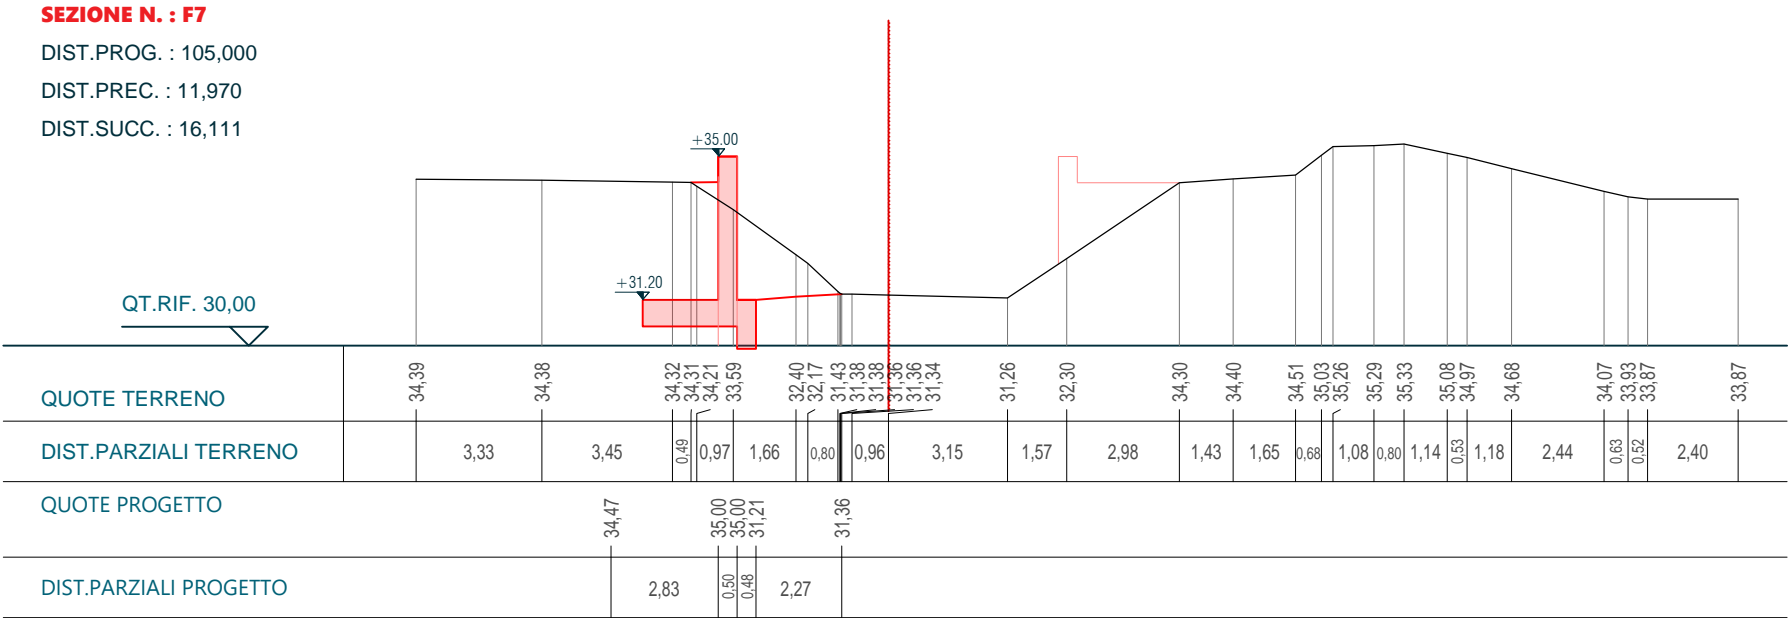 SEZIONE N. : F7
DIST.PROG. : 105,000
DIST.PREC. : 11,970
DIST.SUCC. : 16,111
+35.00
+31.20
QT.RIF. 30,00
QUOTE TERRENO 34,39 34,38 34,32 34,31 34,21 33,59 32,40 32,17 31,43 31,38 31,38 31,36 31,36 31,34 31,26 32,30 34,30 34,40 34,51 35,03 35,26 35,29 35,33 35,08 34,97 34,68 34,07 33,93 33,87 33,87
DIST.PARZIALI TERRENO 3,33 3,45 0,49 0,97 1,66 0,80 0,96 3,15 1,57 2,98 1,43 1,65 0,68 1,08 0,80 1,14 0,53 1,18 2,44 0,63 0,52 2,40
QUOTE PROGETTO 34,47 35,00 35,00 31,21 31,36
DIST.PARZIALI PROGETTO 2,83 0,50 0,48 2,27